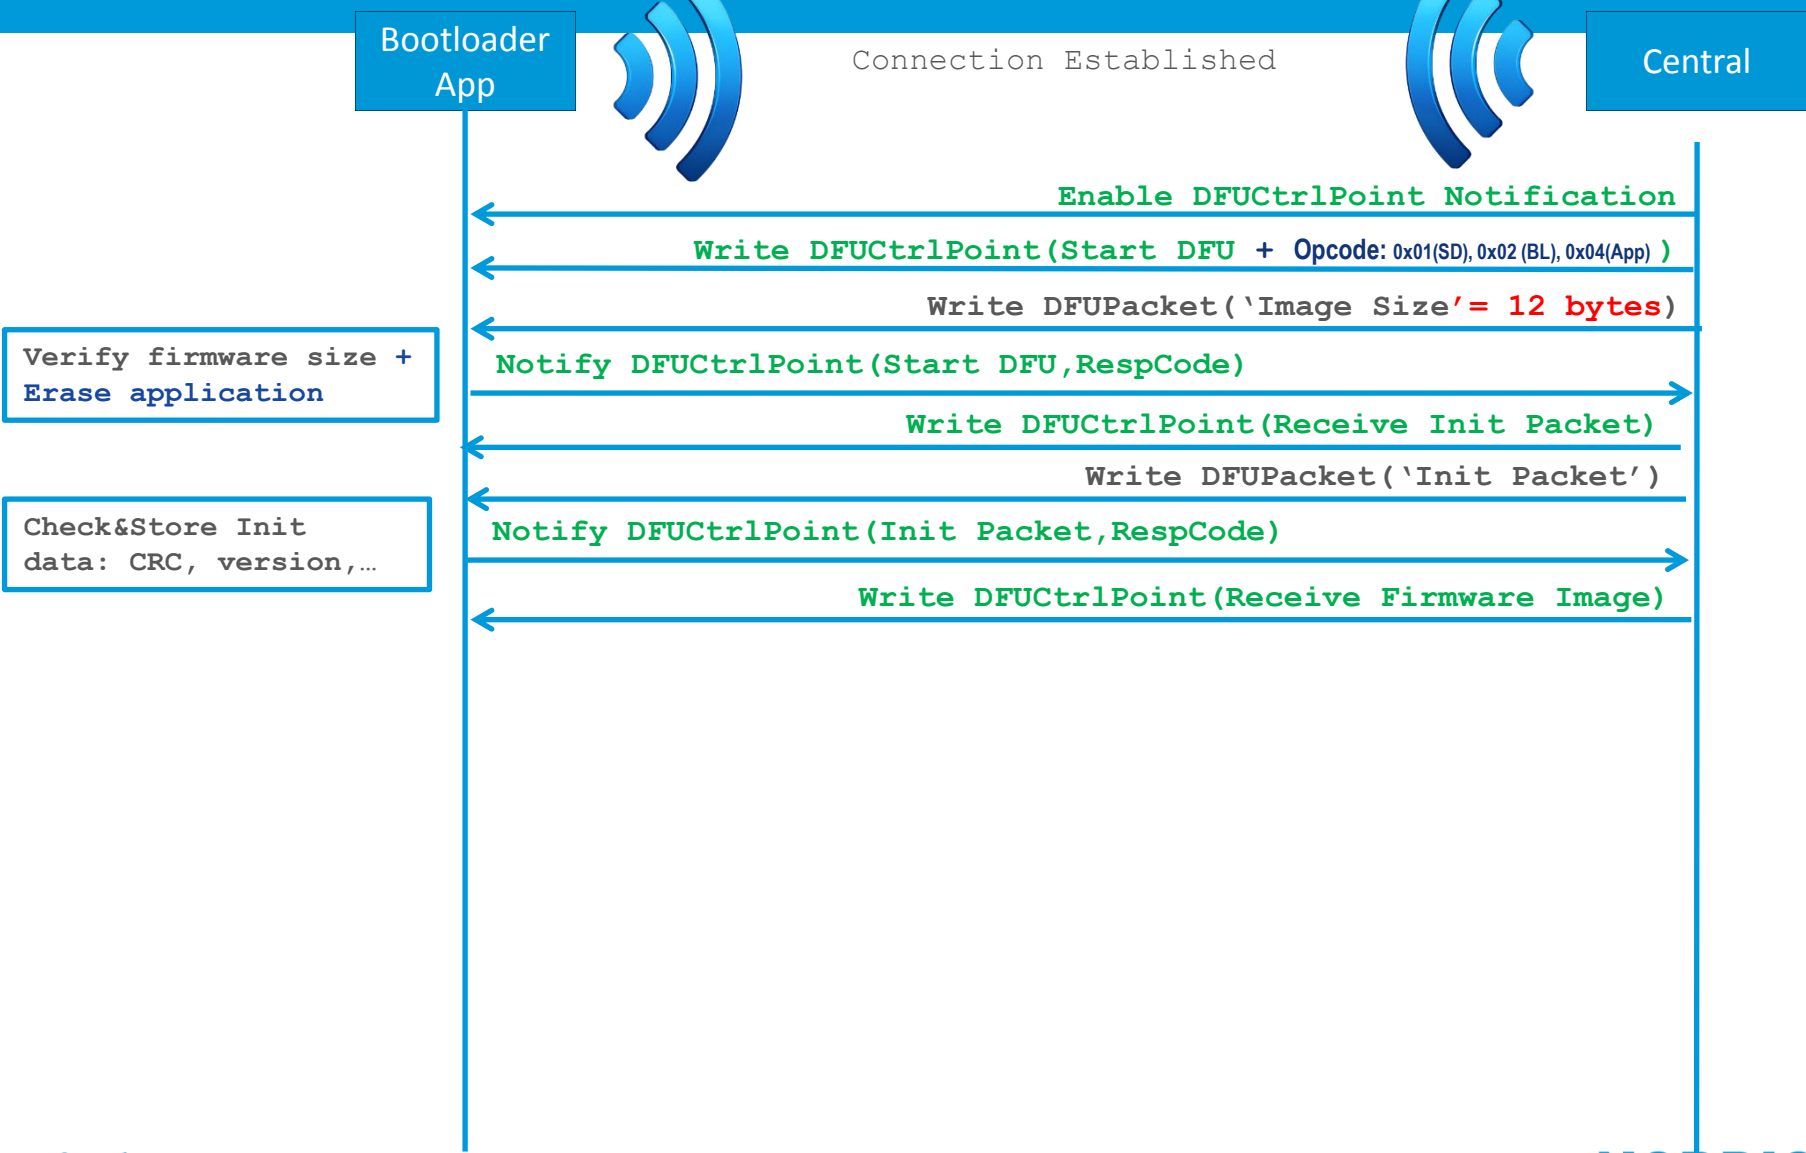 Bootloader
App
Connection Established
Central
Enable DFUCtrlPoint Notification
Write DFUCtrlPoint(Start DFU + Opcode: 0x01(SD), 0x02 (BL), 0x04(App) )
Write DFUPacket(‘Image Size’= 12 bytes)
Verify firmware size +
Erase application
Notify DFUCtrlPoint(Start DFU,RespCode)
Write DFUCtrlPoint(Receive Init Packet)
Write DFUPacket(‘Init Packet’)
Check&Store Init
data: CRC, version,…
Notify DFUCtrlPoint(Init Packet,RespCode)
Write DFUCtrlPoint(Receive Firmware Image)